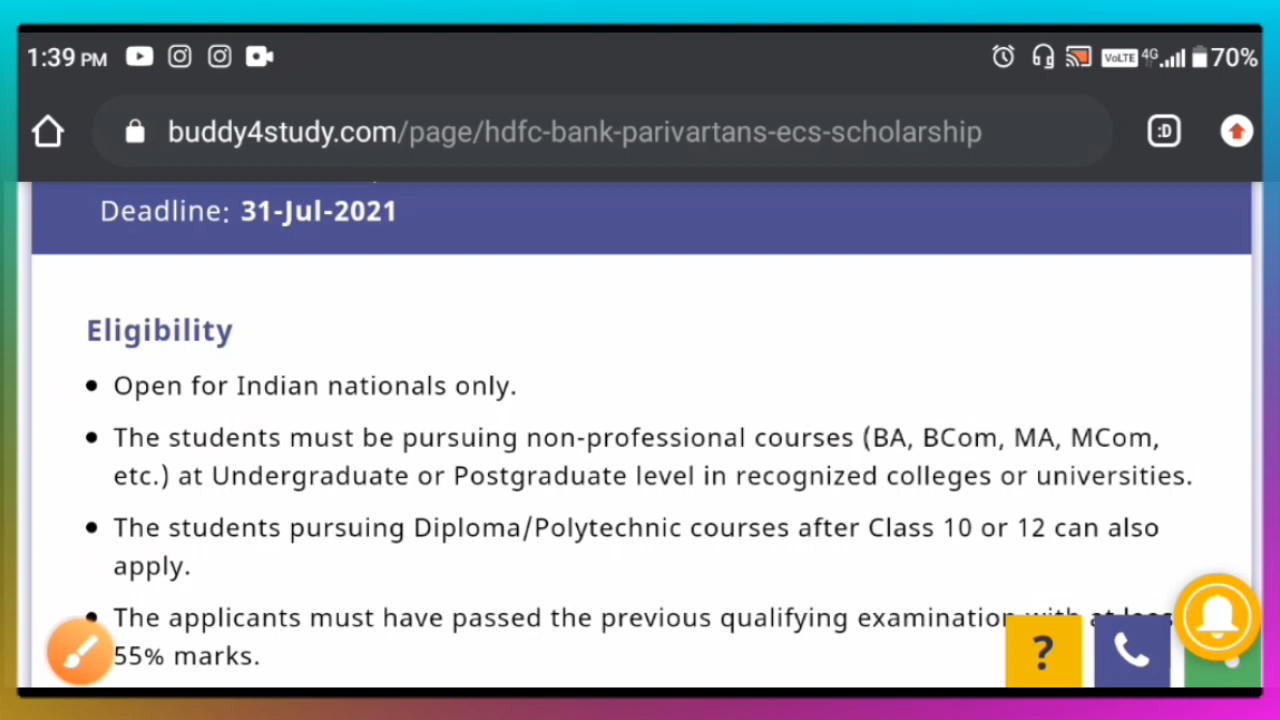 1:39 PM VoLTE 4G 70%
buddy4study.com/page/hdfc-bank-parivartans-ecs-scholarship :D
Deadline: 31-Jul-2021
Eligibility
• Open for Indian nationals only.
• The students must be pursuing non-professional courses (BA, BCom, MA, MCom,
etc.) at Undergraduate or Postgraduate level in recognized colleges or universities.
• The students pursuing Diploma/Polytechnic courses after Class 10 or 12 can also
apply.
• The applicants must have passed the previous qualifying examination with at
55% marks.
?